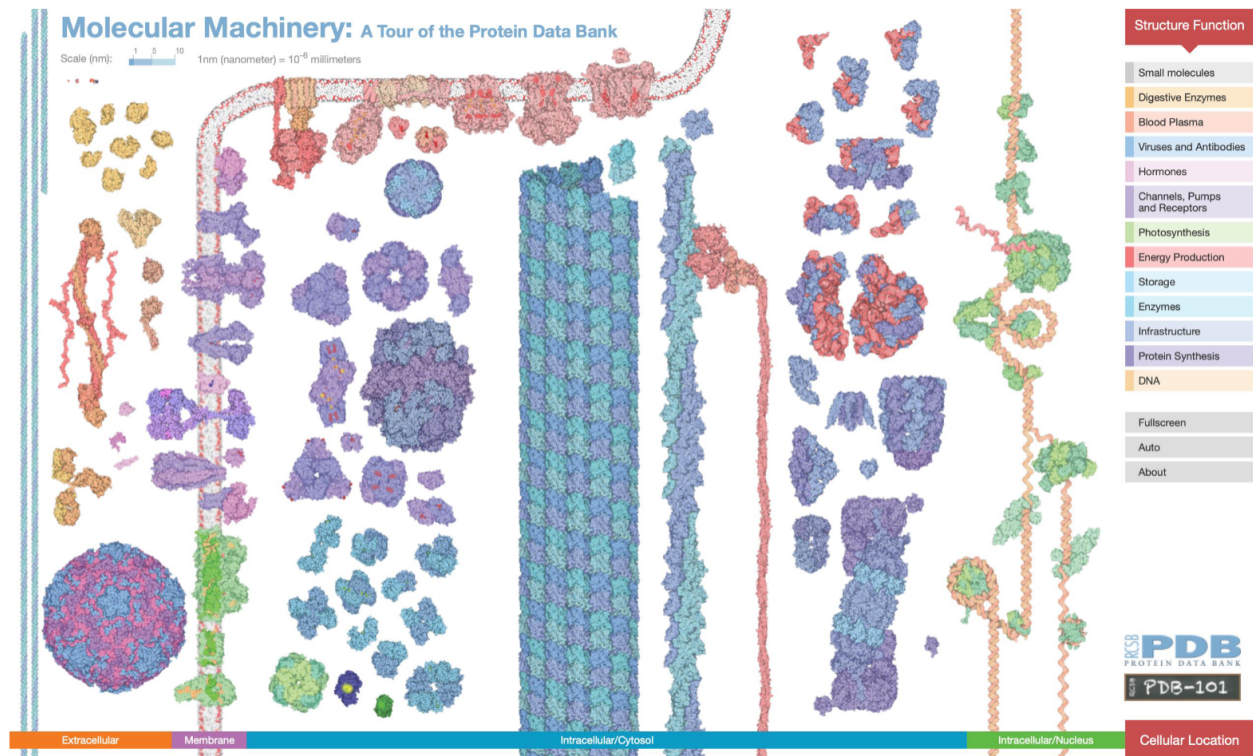 Molecular Machinery: A Tour of the Protein Data Bank
Scale (nm): 1 5 10 1nm (nanometer) = 10⁻⁶ millimeters
Structure Function
Small molecules
Digestive Enzymes
Blood Plasma
Viruses and Antibodies
Hormones
Channels, Pumps
and Receptors
Photosynthesis
Energy Production
Storage
Enzymes
Infrastructure
Protein Synthesis
DNA
Fullscreen
Auto
About
RCSB PDB
PROTEIN DATA BANK
RCSB PDB-101
Extracellular
Membrane
Intracellular/Cytosol
Intracellular/Nucleus
Cellular Location